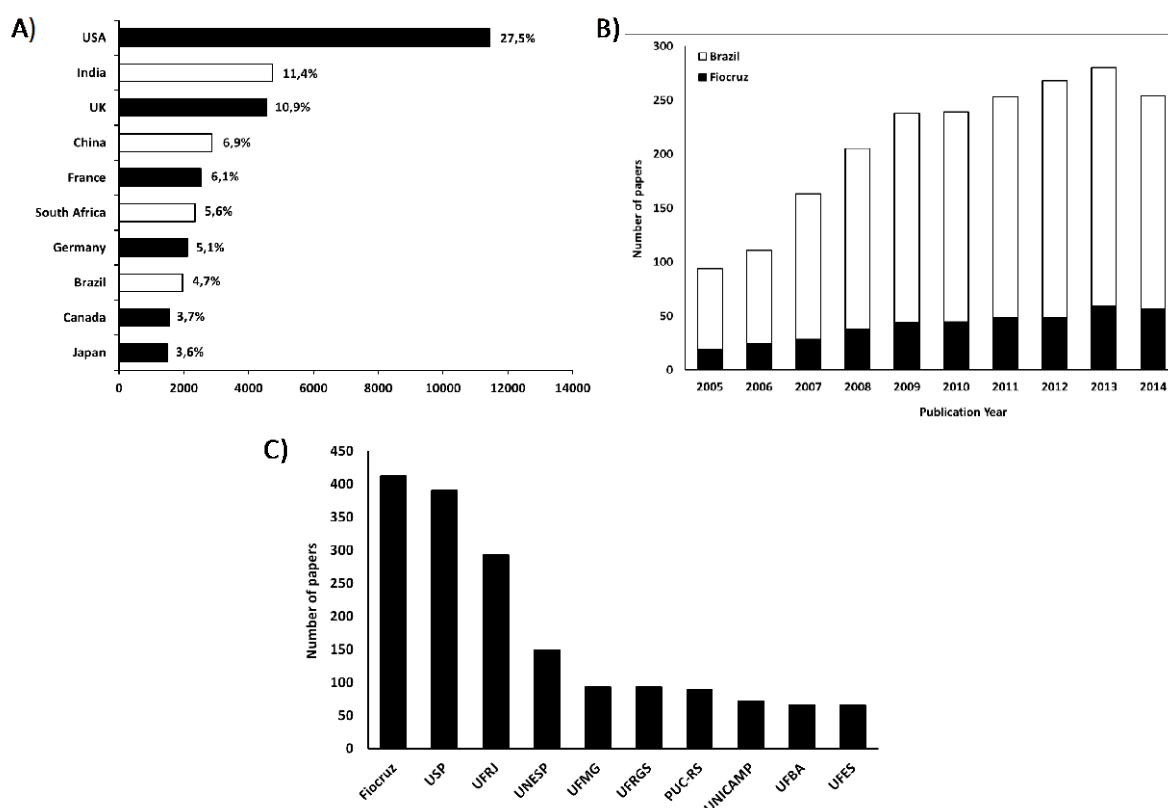 A)
USA
27,5%
India
11,4%
UK
10,9%
China
6,9%
France
6,1%
South Africa
5,6%
Germany
5,1%
Brazil
4,7%
Canada
3,7%
Japan
3,6%
0 2000 4000 6000 8000 10000 12000 14000
B)
Brazil
Fiocruz
Number of papers
300
250
200
150
100
50
0
2005 2006 2007 2008 2009 2010 2011 2012 2013 2014
Publication Year
C)
Number of papers
450
400
350
300
250
200
150
100
50
0
Fiocruz USP UFRJ UNESP UFMG UFRGS PUC-RS UNICAMP UFBA UFES